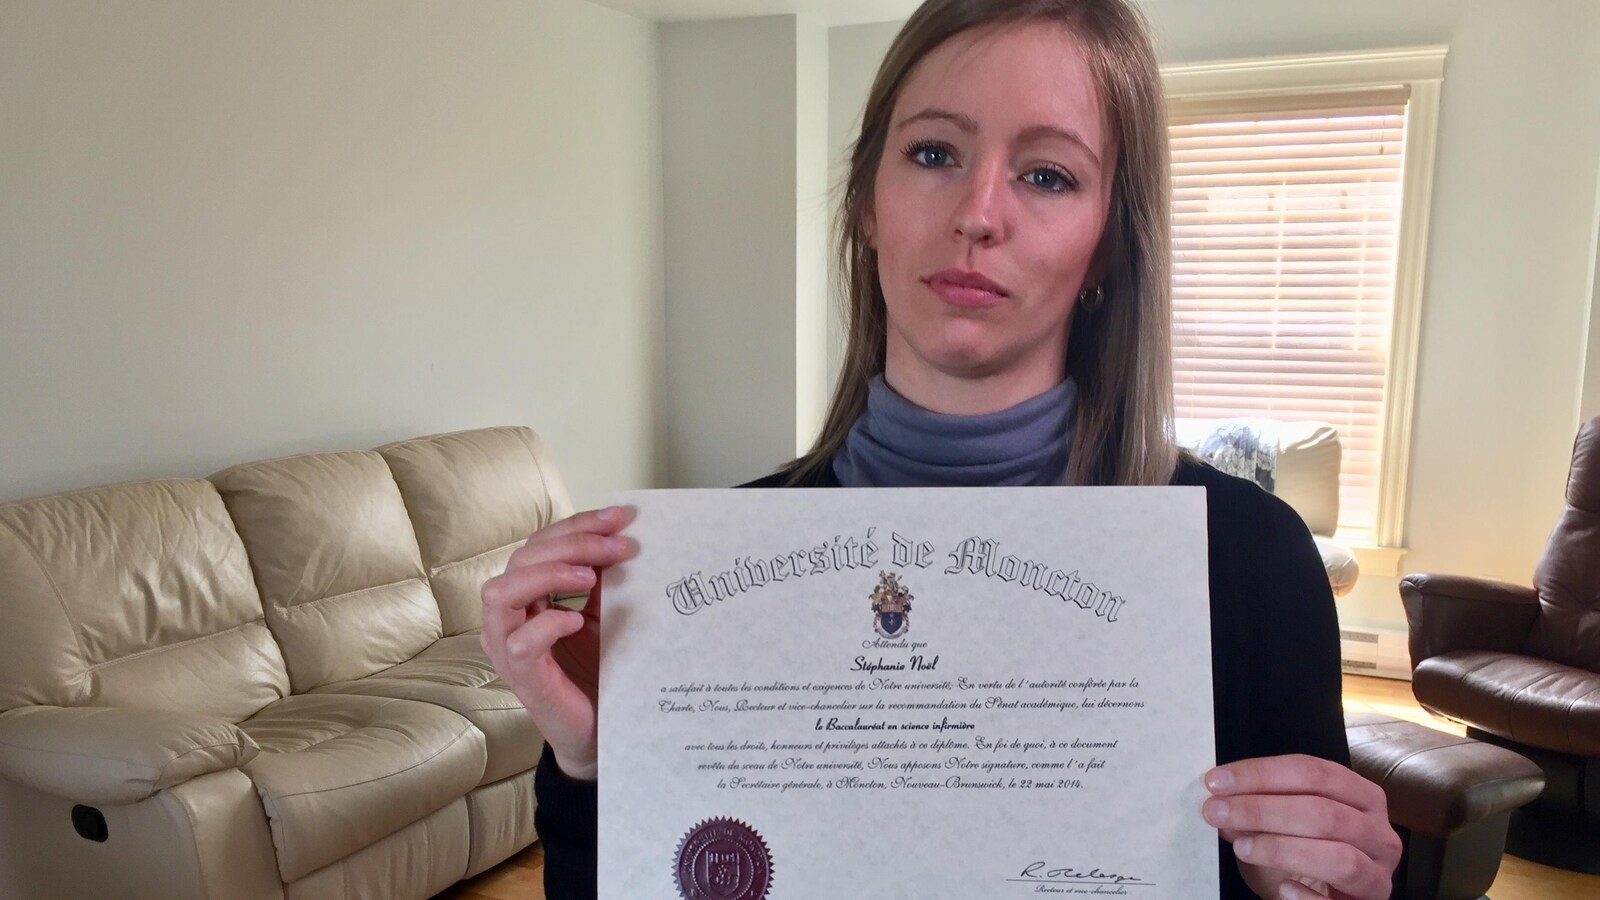 Université de Moncton
Attendu que
Stéphanie Noël
a satisfait à toutes les conditions et exigences de Notre université; En vertu de l'autorité conférée par la
Charte, Nous, Recteur et vice-chancelier sur la recommandation du Sénat académique, lui décernons
le Baccalauréat en science infirmière
avec tous les droits, honneurs et privilèges attachés à ce diplôme. En foi de quoi, à ce document
revêtu du sceau de Notre université, Nous apposons Notre signature, comme l'a fait
la Secrétaire générale, à Moncton, Nouveau-Brunswick, le 22 mai 2014.
Recteur et vice-chancelier